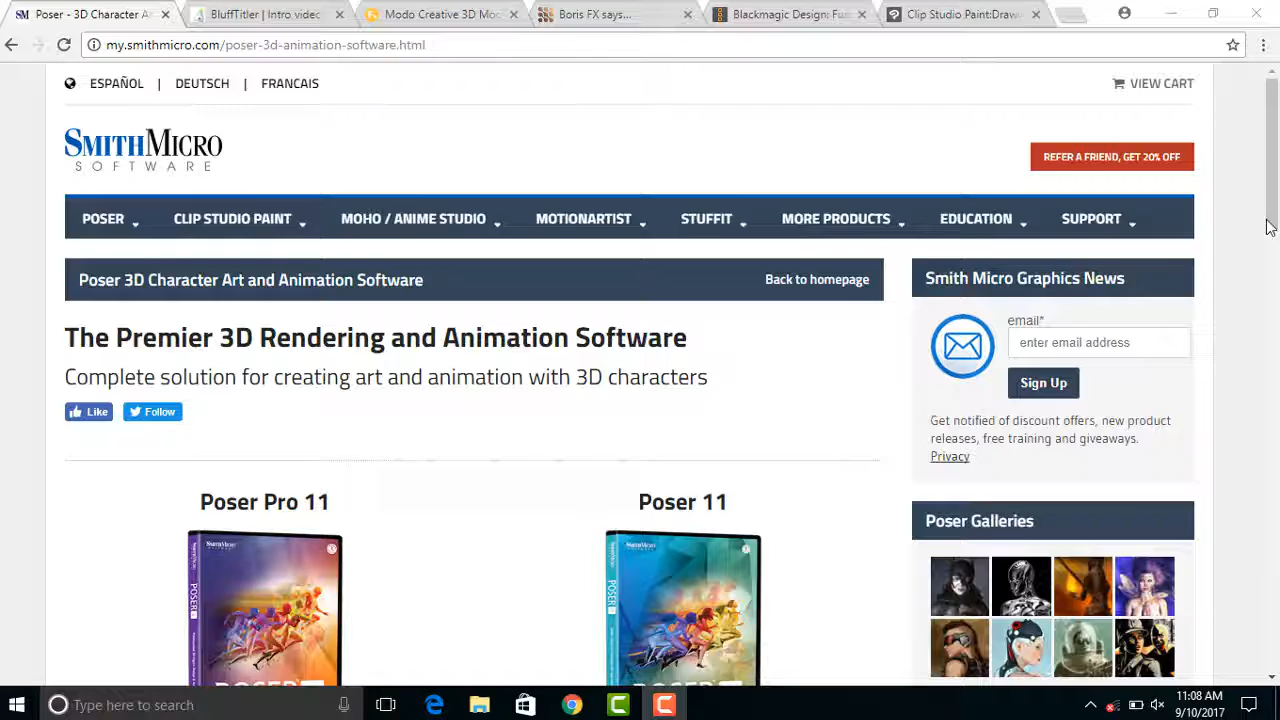 Poser - 3D Character A
BluffTitler | Intro video
Modo Creative 3D Mod
Boris FX says...
Blackmagic Design: Fu
Clip Studio Paint:Draw
my.smithmicro.com/poser-3d-animation-software.html
ESPAÑOL | DEUTSCH | FRANCAIS
VIEW CART
SMITHMICRO
SOFTWARE
REFER A FRIEND, GET 20% OFF
POSER CLIP STUDIO PAINT MOHO / ANIME STUDIO MOTIONARTIST STUFFIT MORE PRODUCTS EDUCATION SUPPORT
Poser 3D Character Art and Animation Software
Back to homepage
The Premier 3D Rendering and Animation Software
Complete solution for creating art and animation with 3D characters
Like
Follow
Poser Pro 11
Poser 11
SMITHMICRO
POSER
SMITHMICRO
POSER
Smith Micro Graphics News
email*
enter email address
Sign Up
Get notified of discount offers, new product
releases, free training and giveaways.
Privacy
Poser Galleries
Type here to search
11:08 AM
9/10/2017